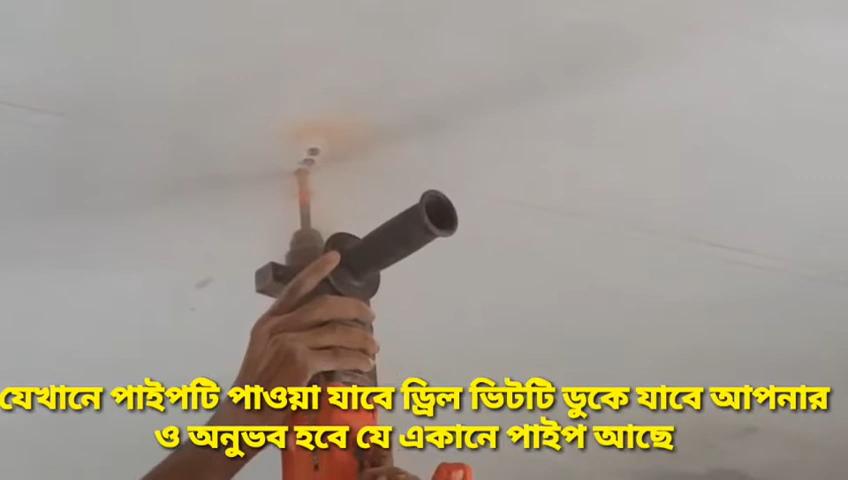 যেখানে পাইপটি পাওয়া যাবে ড্রিল ভিটটি ডুকে যাবে আপনার
ও অনুভব হবে যে একানে পাইপ আছে